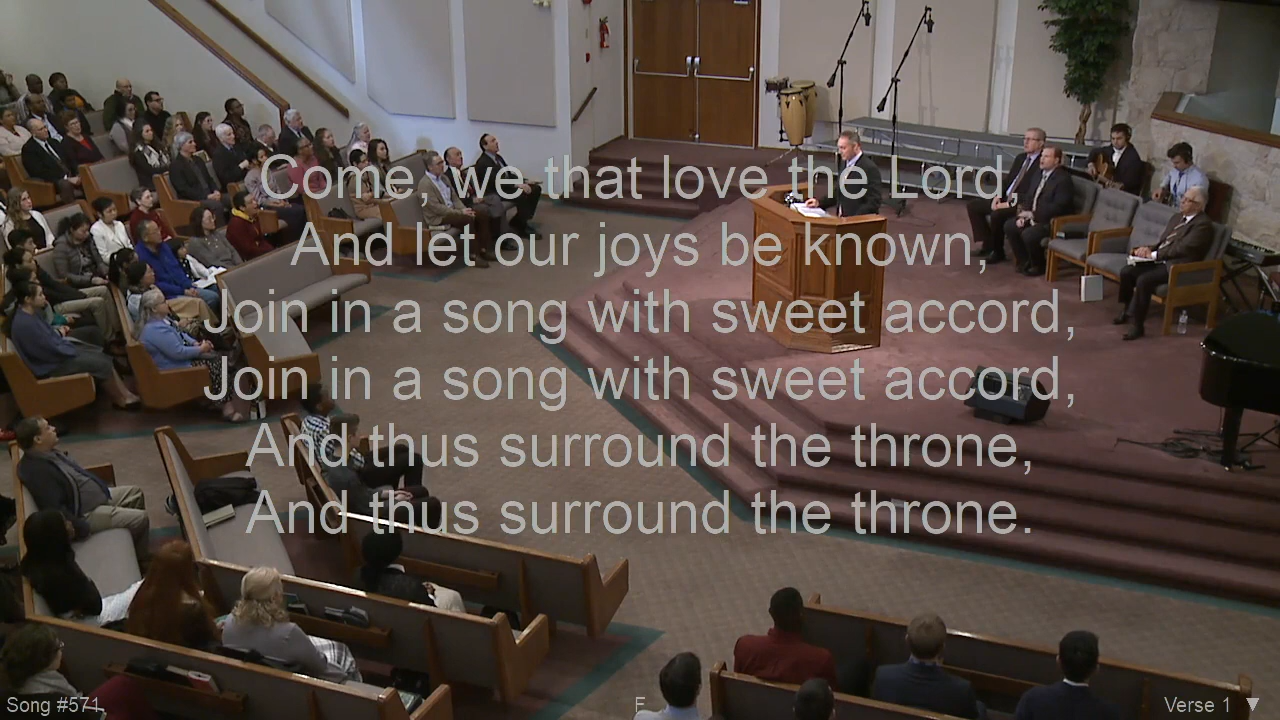 Come, we that love the Lord,
And let our joys be known,
Join in a song with sweet accord,
Join in a song with sweet accord,
And thus surround the throne,
And thus surround the throne.
Song #571 F Verse 1 ▼